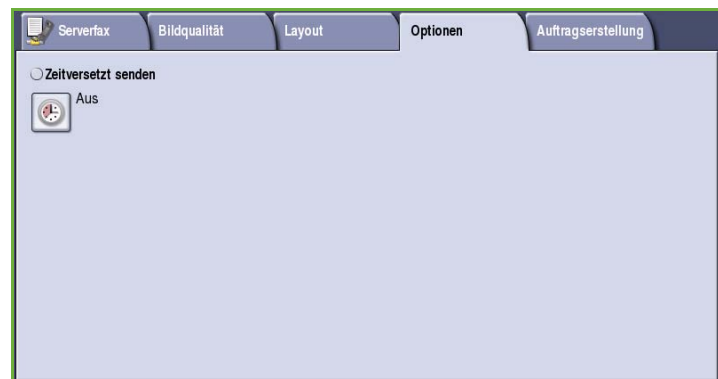 Serverfax Bildqualität Layout Optionen Auftragserstellung
Zeitversetzt senden
Aus